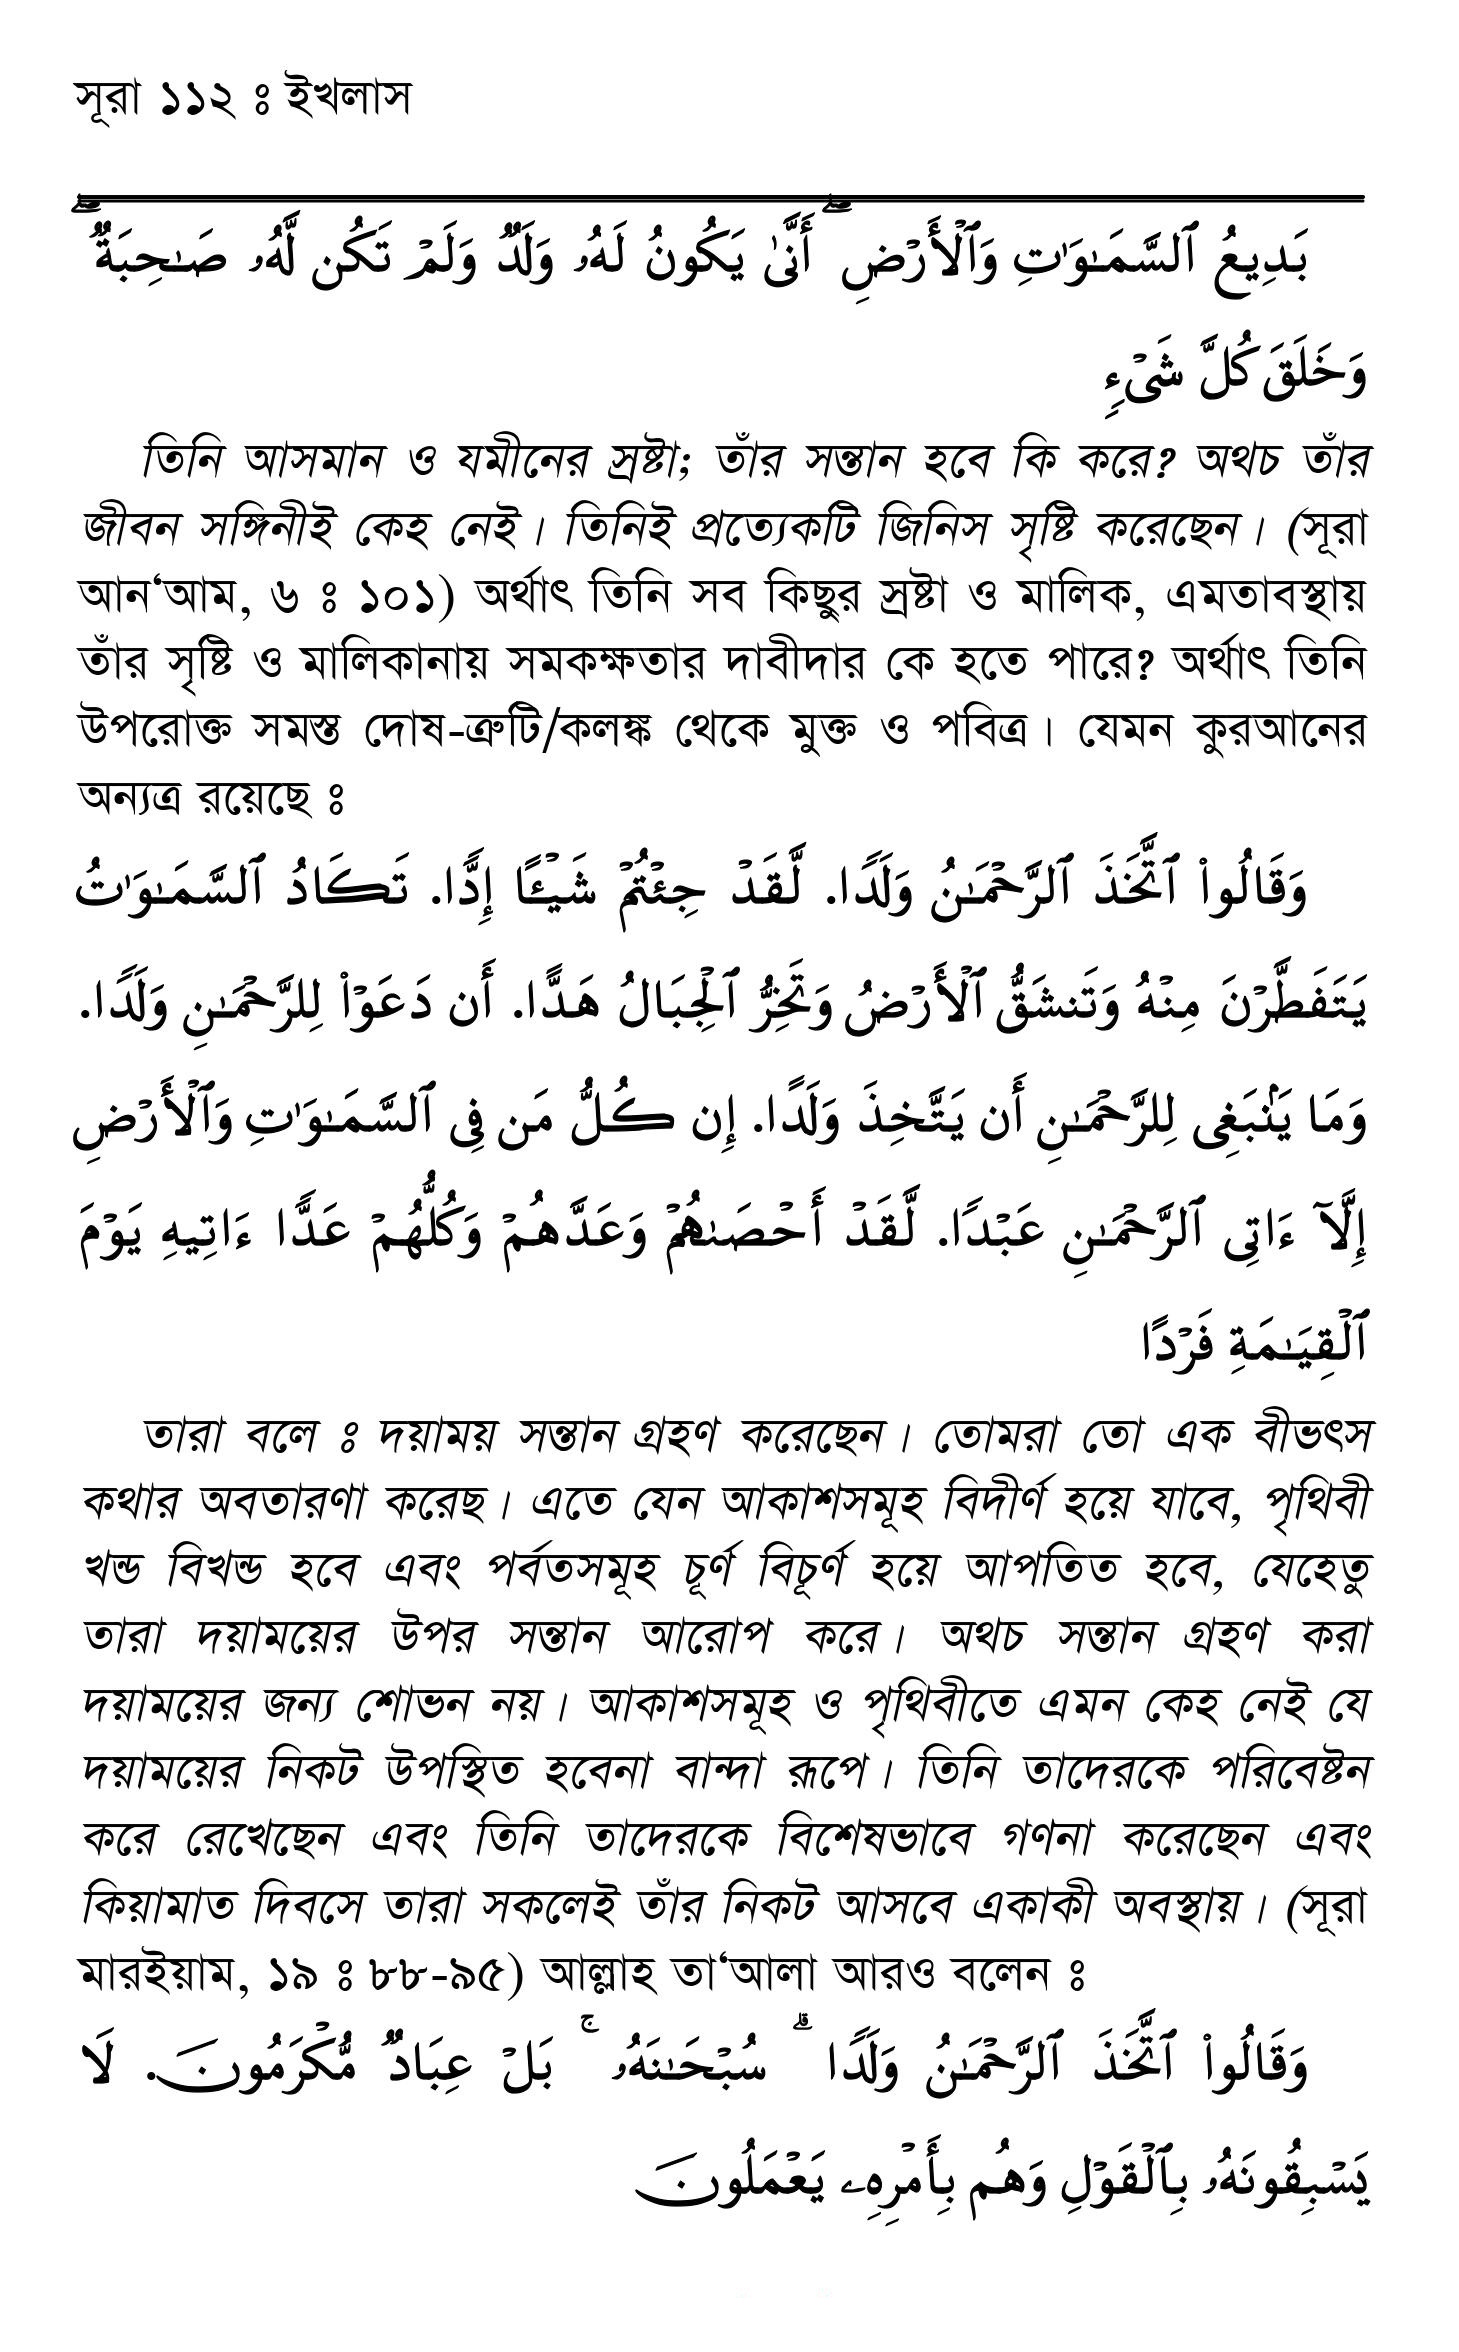 সূরা ১১২ ঃ ইখলাস
بَدِيعُ ٱلسَّمَـٰوَٰتِ وَٱلْأَرْضِ ۖ أَنَّىٰ يَكُونُ لَهُۥ وَلَدٌ وَلَمْ تَكُن لَّهُۥ صَـٰحِبَةٌ ۖ
وَخَلَقَ كُلَّ شَىْءٍ
তিনি আসমান ও যমীনের স্রষ্টা; তাঁর সন্তান হবে কি করে? অথচ তাঁর
জীবন সঙ্গিনীই কেহ নেই। তিনিই প্রত্যেকটি জিনিস সৃষ্টি করেছেন। (সূরা
আন‘আম, ৬ ঃ ১০১) অর্থাৎ তিনি সব কিছুর স্রষ্টা ও মালিক, এমতাবস্থায়
তাঁর সৃষ্টি ও মালিকানায় সমকক্ষতার দাবীদার কে হতে পারে? অর্থাৎ তিনি
উপরোক্ত সমস্ত দোষ-ত্রুটি/কলঙ্ক থেকে মুক্ত ও পবিত্র। যেমন কুরআনের
অন্যত্র রয়েছে ঃ
وَقَالُوا۟ ٱتَّخَذَ ٱلرَّحْمَـٰنُ وَلَدًا. لَّقَدْ جِئْتُمْ شَيْـًٔا إِدًّا. تَكَادُ ٱلسَّمَـٰوَٰتُ
يَتَفَطَّرْنَ مِنْهُ وَتَنشَقُّ ٱلْأَرْضُ وَتَخِرُّ ٱلْجِبَالُ هَدًّا. أَن دَعَوْا۟ لِلرَّحْمَـٰنِ وَلَدًا.
وَمَا يَنۢبَغِى لِلرَّحْمَـٰنِ أَن يَتَّخِذَ وَلَدًا. إِن كُلُّ مَن فِى ٱلسَّمَـٰوَٰتِ وَٱلْأَرْضِ
إِلَّآ ءَاتِى ٱلرَّحْمَـٰنِ عَبْدًا. لَّقَدْ أَحْصَىٰهُمْ وَعَدَّهُمْ وَكُلُّهُمْ عَدًّا ءَاتِيهِ يَوْمَ
ٱلْقِيَـٰمَةِ فَرْدًا
তারা বলে ঃ দয়াময় সন্তান গ্রহণ করেছেন। তোমরা তো এক বীভৎস
কথার অবতারণা করেছ। এতে যেন আকাশসমূহ বিদীর্ণ হয়ে যাবে, পৃথিবী
খন্ড বিখন্ড হবে এবং পর্বতসমূহ চূর্ণ বিচূর্ণ হয়ে আপতিত হবে, যেহেতু
তারা দয়াময়ের উপর সন্তান আরোপ করে। অথচ সন্তান গ্রহণ করা
দয়াময়ের জন্য শোভন নয়। আকাশসমূহ ও পৃথিবীতে এমন কেহ নেই যে
দয়াময়ের নিকট উপস্থিত হবেনা বান্দা রূপে। তিনি তাদেরকে পরিবেষ্টন
করে রেখেছেন এবং তিনি তাদেরকে বিশেষভাবে গণনা করেছেন এবং
কিয়ামাত দিবসে তারা সকলেই তাঁর নিকট আসবে একাকী অবস্থায়। (সূরা
মারইয়াম, ১৯ ঃ ৮৮-৯৫) আল্লাহ তা‘আলা আরও বলেন ঃ
وَقَالُوا۟ ٱتَّخَذَ ٱلرَّحْمَـٰنُ وَلَدًا ۗ سُبْحَـٰنَهُۥ ۚ بَلْ عِبَادٌ مُّكْرَمُونَ. لَا
يَسْبِقُونَهُۥ بِٱلْقَوْلِ وَهُم بِأَمْرِهِۦ يَعْمَلُونَ